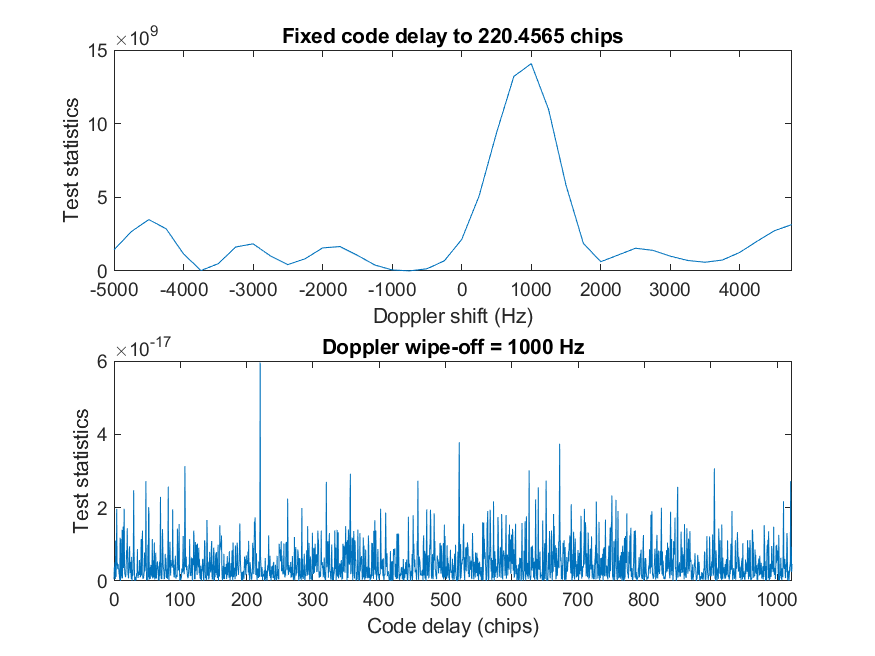 Fixed code delay to 220.4565 chips
×10^9
15
10
5
0
Test statistics
-5000 -4000 -3000 -2000 -1000 0 1000 2000 3000 4000
Doppler shift (Hz)
Doppler wipe-off = 1000 Hz
×10^-17
6
4
2
0
Test statistics
0 100 200 300 400 500 600 700 800 900 1000
Code delay (chips)